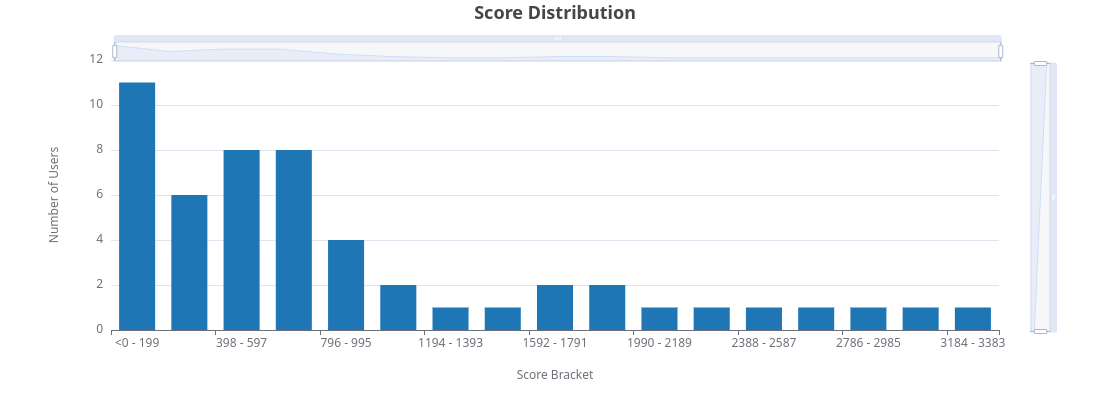 Score Distribution
12
10
8
6
4
2
0
Number of Users
<0 - 199
398 - 597
796 - 995
1194 - 1393
1592 - 1791
1990 - 2189
2388 - 2587
2786 - 2985
3184 - 3383
Score Bracket